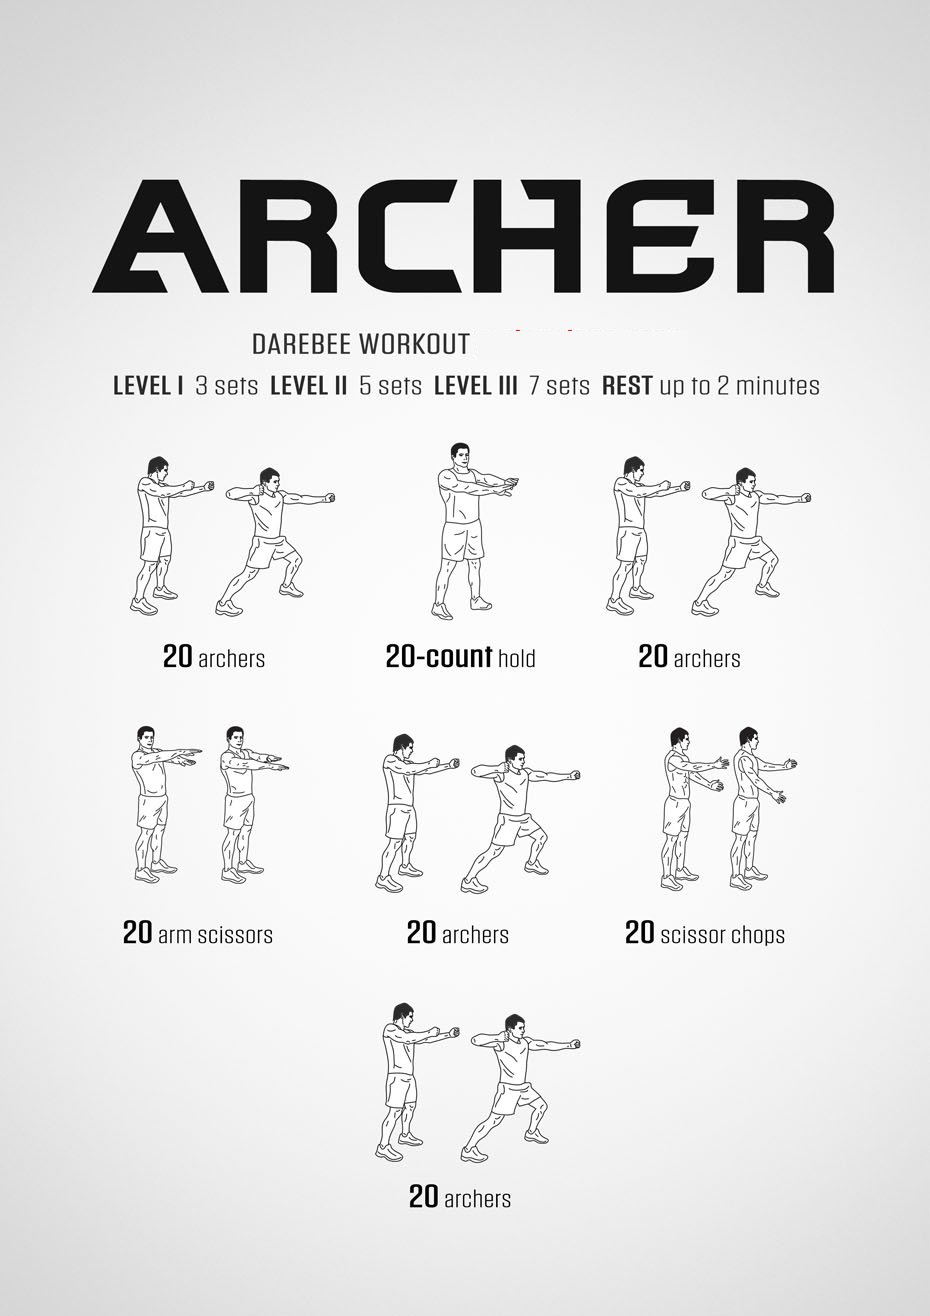 ARCHER
DAREBEE WORKOUT
LEVEL I 3 sets LEVEL II 5 sets LEVEL III 7 sets REST up to 2 minutes
20 archers
20-count hold
20 archers
20 arm scissors
20 archers
20 scissor chops
20 archers